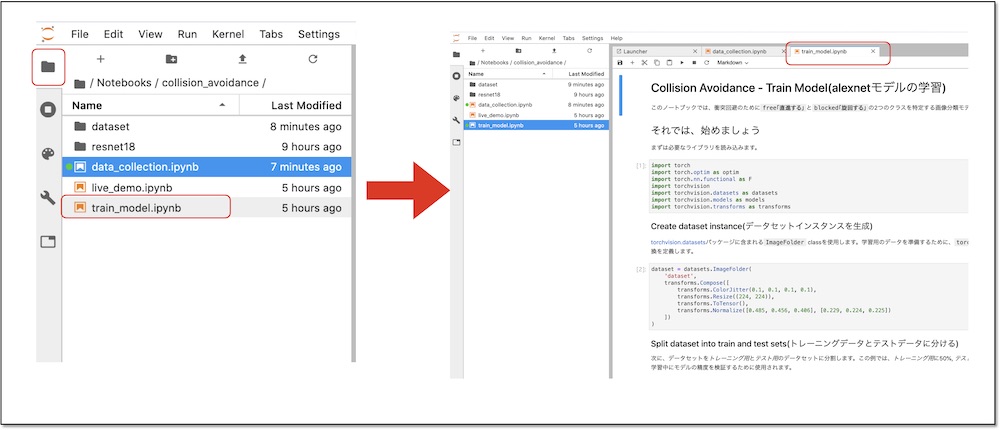 File Edit View Run Kernel Tabs Settings
/ Notebooks / collision_avoidance /
Name Last Modified
dataset 8 minutes ago
resnet18 9 hours ago
data_collection.ipynb 7 minutes ago
live_demo.ipynb 5 hours ago
train_model.ipynb 5 hours ago
File Edit View Run Kernel Tabs Settings Help
/ Notebooks / collision_avoidance /
Name Last Modified
dataset 9 minutes ago
resnet18 9 hours ago
data_collection.ipynb 8 minutes ago
live_demo.ipynb 5 hours ago
train_model.ipynb 5 hours ago
Launcher data_collection.ipynb train_model.ipynb
Markdown
Collision Avoidance - Train Model(alexnetモデルの学習)
このノートブックでは、衝突回避のために free「直進する」と blocked「旋回する」の2つのクラスを特定する画像分類モデ
それでは、始めましょう
まずは必要なライブラリを読み込みます。
[1]: import torch
import torch.optim as optim
import torch.nn.functional as F
import torchvision
import torchvision.datasets as datasets
import torchvision.models as models
import torchvision.transforms as transforms
Create dataset instance(データセットインスタンスを生成)
torchvision.datasetsパッケージに含まれる ImageFolder classを使用します。学習用のデータを準備するために、 torc
換を定義します。
[2]: dataset = datasets.ImageFolder(
"dataset",
transforms.Compose([
transforms.ColorJitter(0.1, 0.1, 0.1, 0.1),
transforms.Resize((224, 224)),
transforms.ToTensor(),
transforms.Normalize([0.485, 0.456, 0.406], [0.229, 0.224, 0.225])
])
)
Split dataset into train and test sets(トレーニングデータとテストデータに分ける)
次に、データセットをトレーニング用とテスト用のデータセットに分割します。この例では、トレーニング用に50%, テス
学習中にモデルの精度を検証するために使用されます。